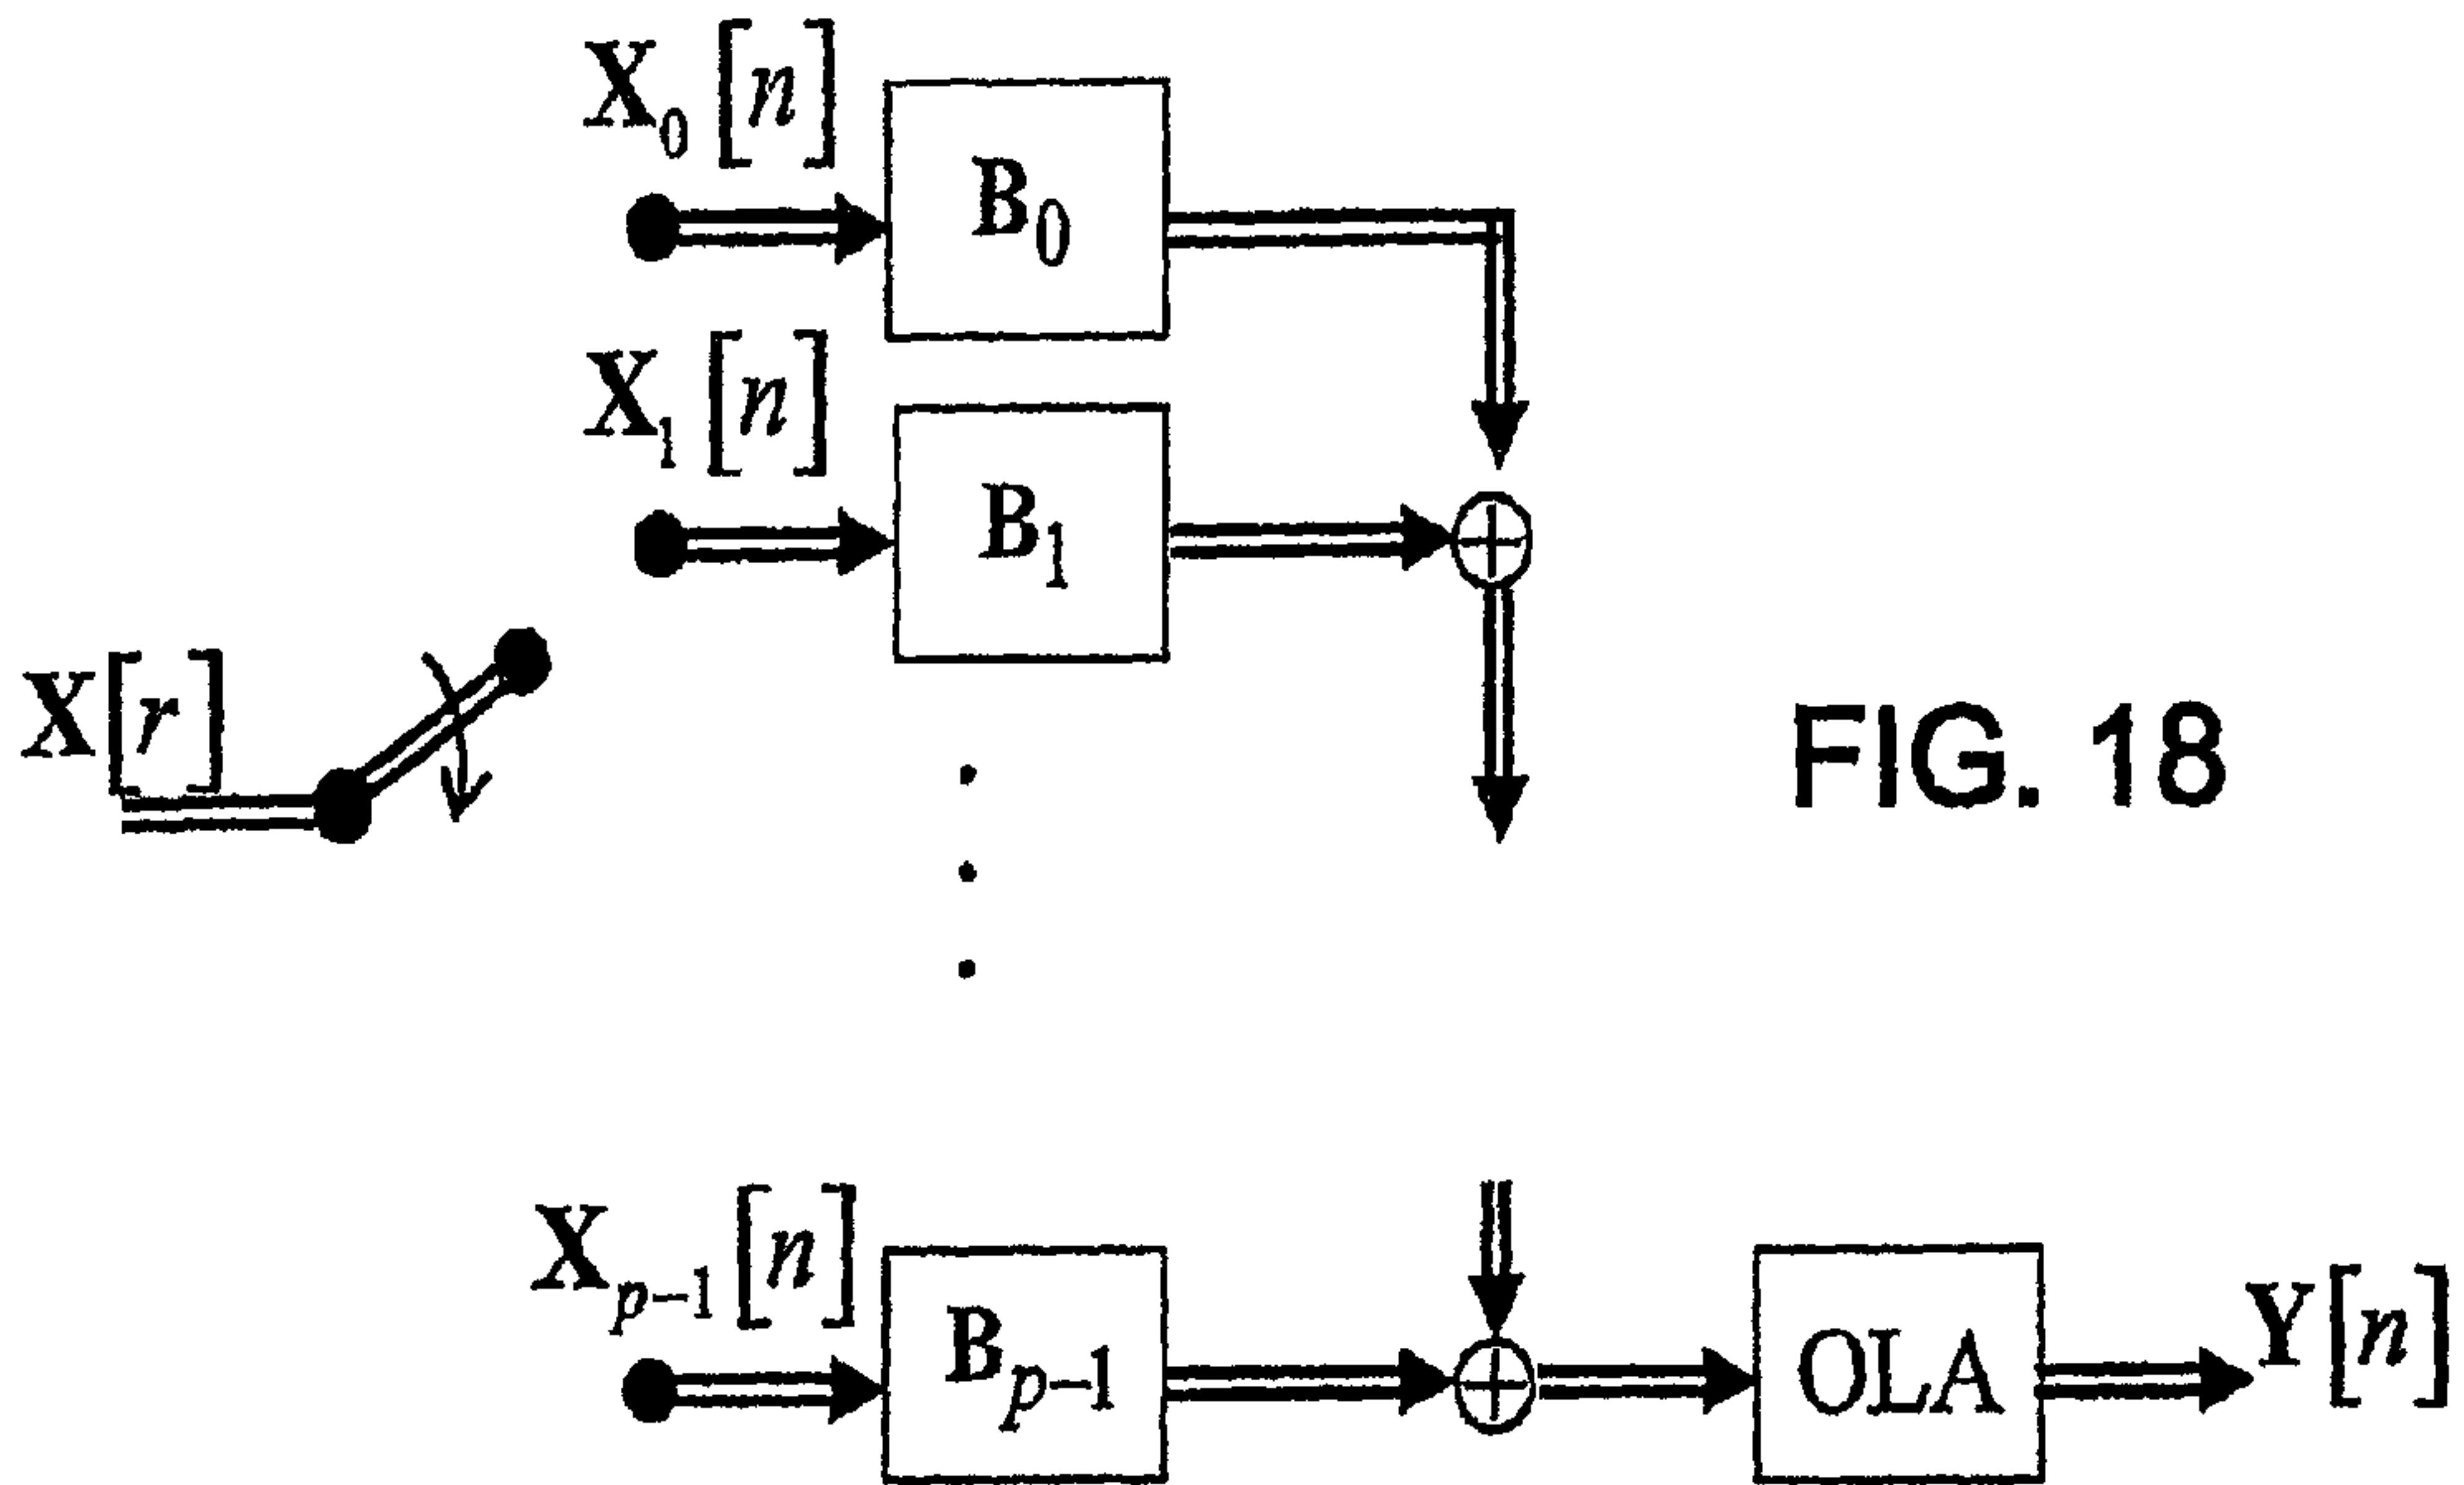 X₀[n]
B₀
X₁[n]
B₁
X[r]
FIG. 18
Xₚ₋₁[n]
Bₚ₋₁
OLA
Y[n]